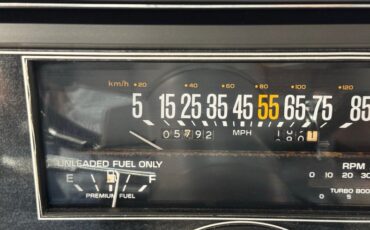 km/h 20 40 60 80 100 120
5 15 25 35 45 55 65 75 85
05792 MPH 1
UNLEADED FUEL ONLY
E F
PREMIUM FUEL
RPM
0 10 20 30
TURBO BOOST
0 5